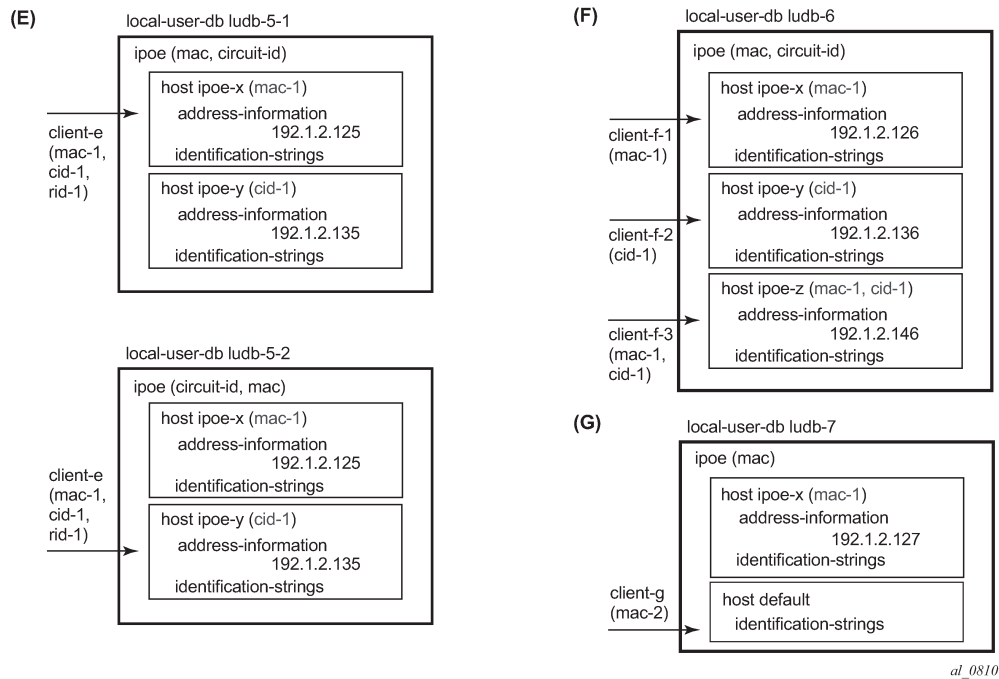 (E)
local-user-db ludb-5-1
ipoe (mac, circuit-id)
host ipoe-x (mac-1)
address-information
192.1.2.125
identification-strings
host ipoe-y (cid-1)
address-information
192.1.2.135
identification-strings
client-e
(mac-1,
cid-1,
rid-1)
local-user-db ludb-5-2
ipoe (circuit-id, mac)
host ipoe-x (mac-1)
address-information
192.1.2.125
identification-strings
host ipoe-y (cid-1)
address-information
192.1.2.135
identification-strings
client-e
(mac-1,
cid-1,
rid-1)
(F)
local-user-db ludb-6
ipoe (mac, circuit-id)
host ipoe-x (mac-1)
address-information
192.1.2.126
identification-strings
client-f-1
(mac-1)
host ipoe-y (cid-1)
address-information
192.1.2.136
identification-strings
client-f-2
(cid-1)
host ipoe-z (mac-1, cid-1)
address-information
192.1.2.146
identification-strings
client-f-3
(mac-1,
cid-1)
(G)
local-user-db ludb-7
ipoe (mac)
host ipoe-x (mac-1)
address-information
192.1.2.127
identification-strings
host default
identification-strings
client-g
(mac-2)
al_0810